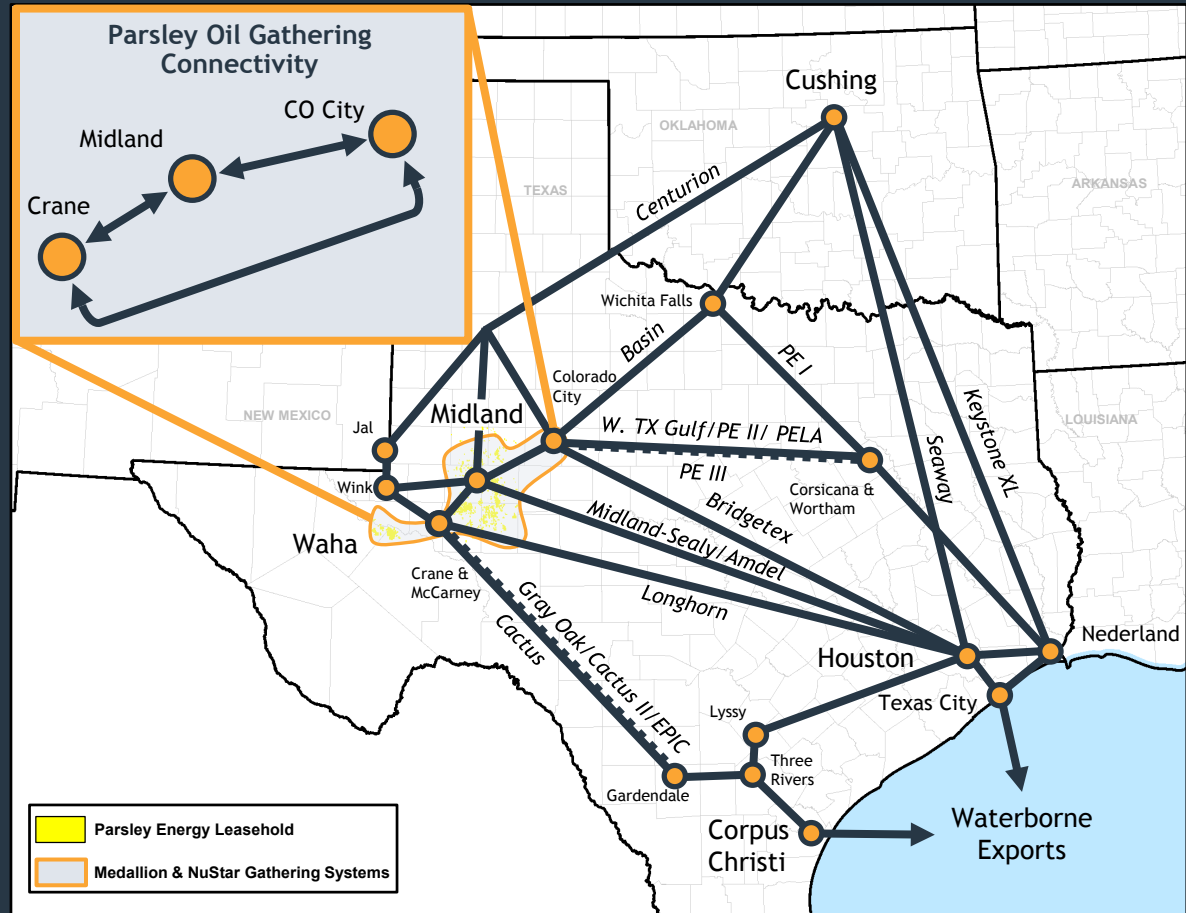 Parsley Oil Gathering
Connectivity
CO City
Midland
Crane
Cushing
OKLAHOMA
TEXAS
ARKANSAS
Centurion
Wichita Falls
Basin
PE I
Colorado
City
NEW MEXICO
Midland
LOUISIANA
Keystone XL
Jal
W. TX Gulf/PE II/ PELA
Seaway
PE III
Wink
Corsicana &
Wortham
Bridgetex
Midland-Sealy/Amdel
Waha
Crane &
McCarney
Longhorn
Gray Oak/Cactus II/EPIC
Cactus
Nederland
Houston
Texas City
Lyssy
Three
Rivers
Gardendale
Corpus
Christi
Waterborne
Exports
Parsley Energy Leasehold
Medallion & NuStar Gathering Systems